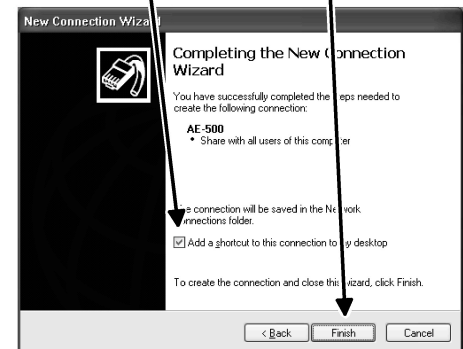 New Connection Wizard
Completing the New Connection
Wizard
You have successfully completed the steps needed to
create the following connection:
AE-500
• Share with all users of this computer
The connection will be saved in the Network
Connections folder.
Add a shortcut to this connection to my desktop
To create the connection and close this wizard, click Finish.
< Back
Finish
Cancel